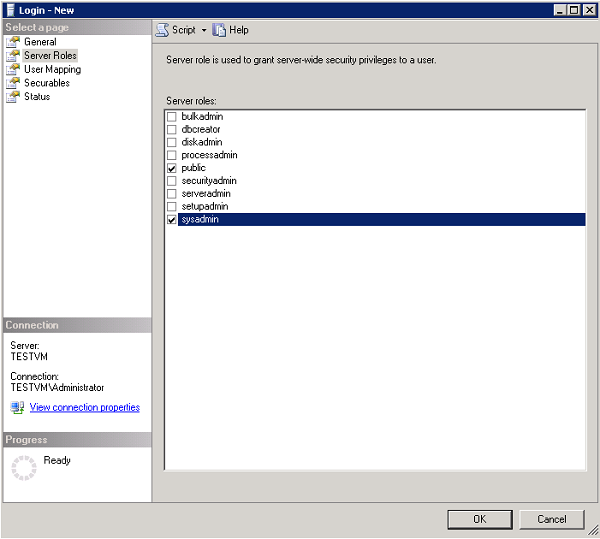 Login - New
Select a page
General
Server Roles
User Mapping
Securables
Status
Script
Help
Server role is used to grant server-wide security privileges to a user.
Server roles:
bulkadmin
dbcreator
diskadmin
processadmin
public
securityadmin
serveradmin
setupadmin
sysadmin
Connection
Server:
TESTVM
Connection:
TESTVM\Administrator
View connection properties
Progress
Ready
OK
Cancel